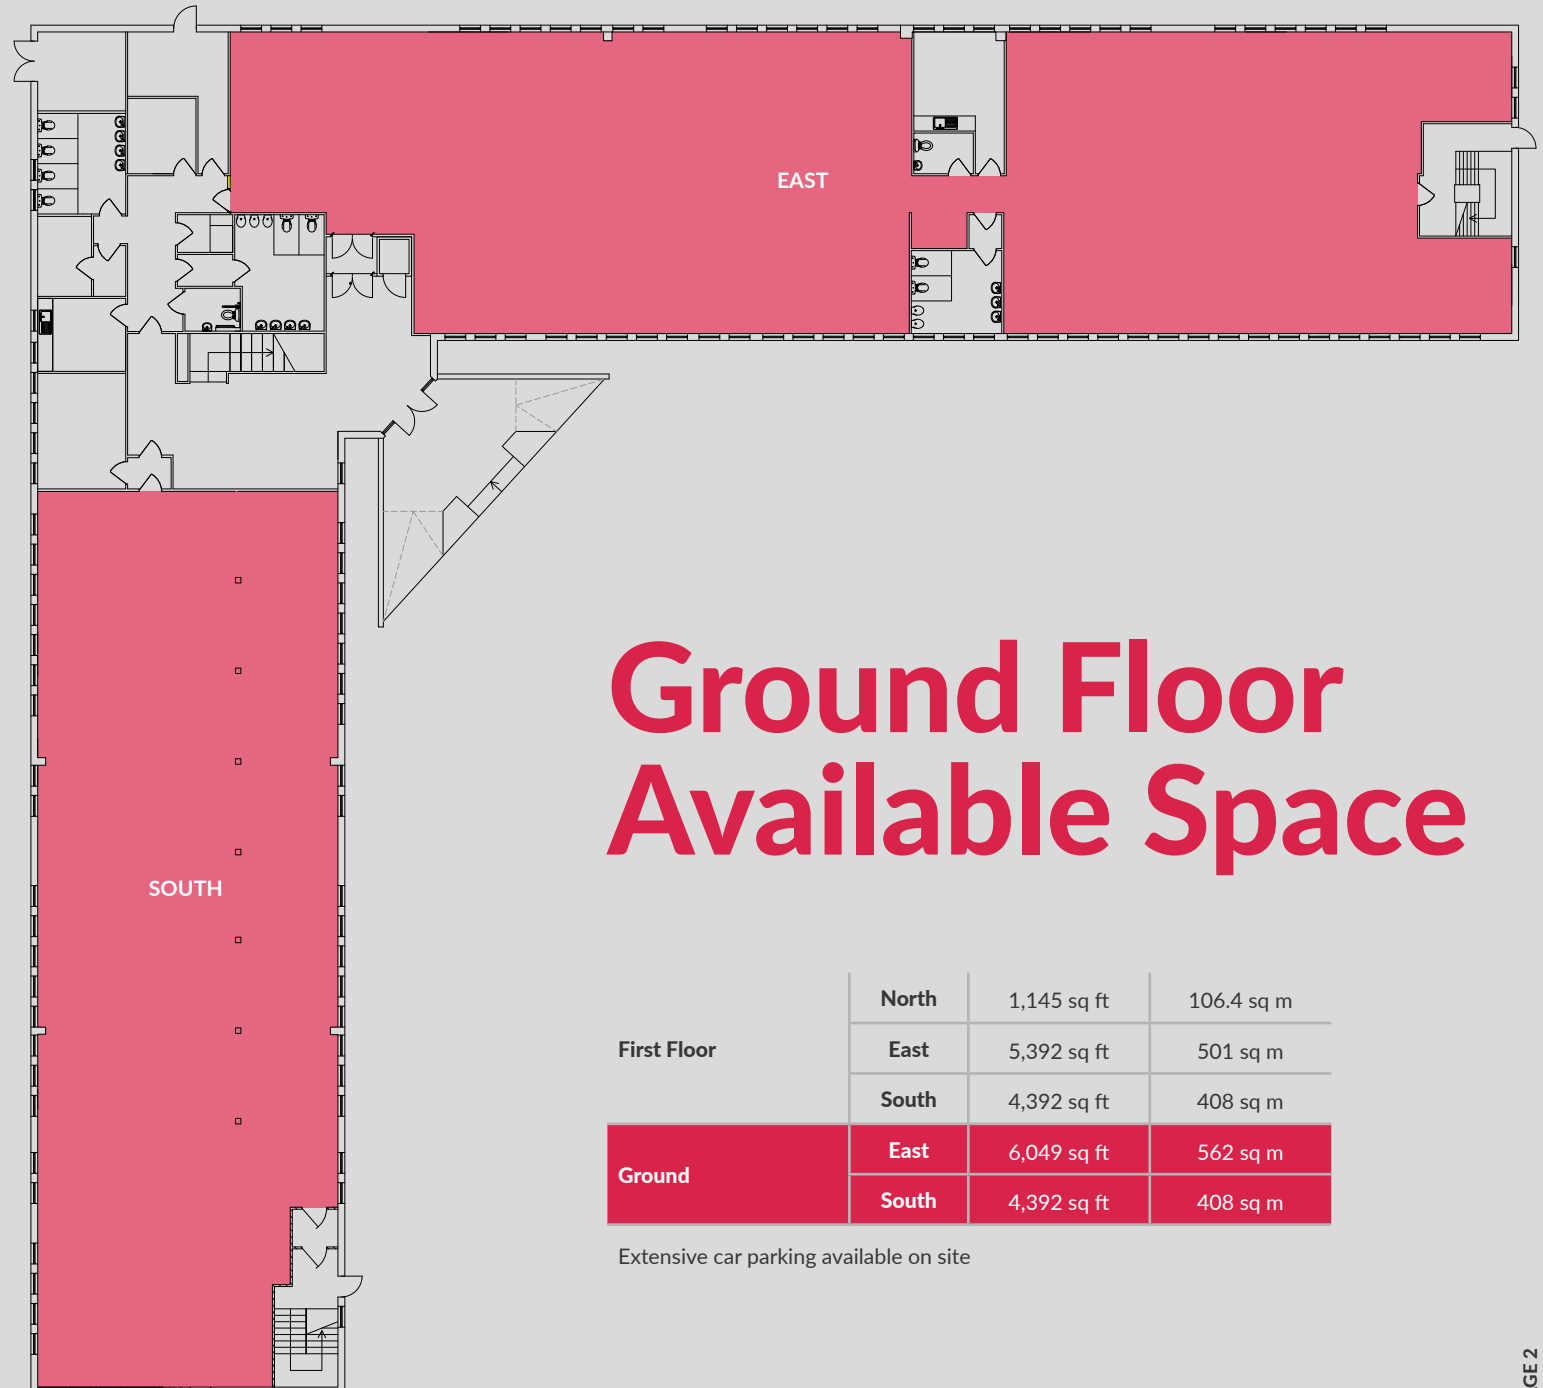 EAST
SOUTH
Ground Floor
Available Space
First Floor
North 1,145 sq ft 106.4 sq m
East 5,392 sq ft 501 sq m
South 4,392 sq ft 408 sq m
Ground
East 6,049 sq ft 562 sq m
South 4,392 sq ft 408 sq m
Extensive car parking available on site
GE 2